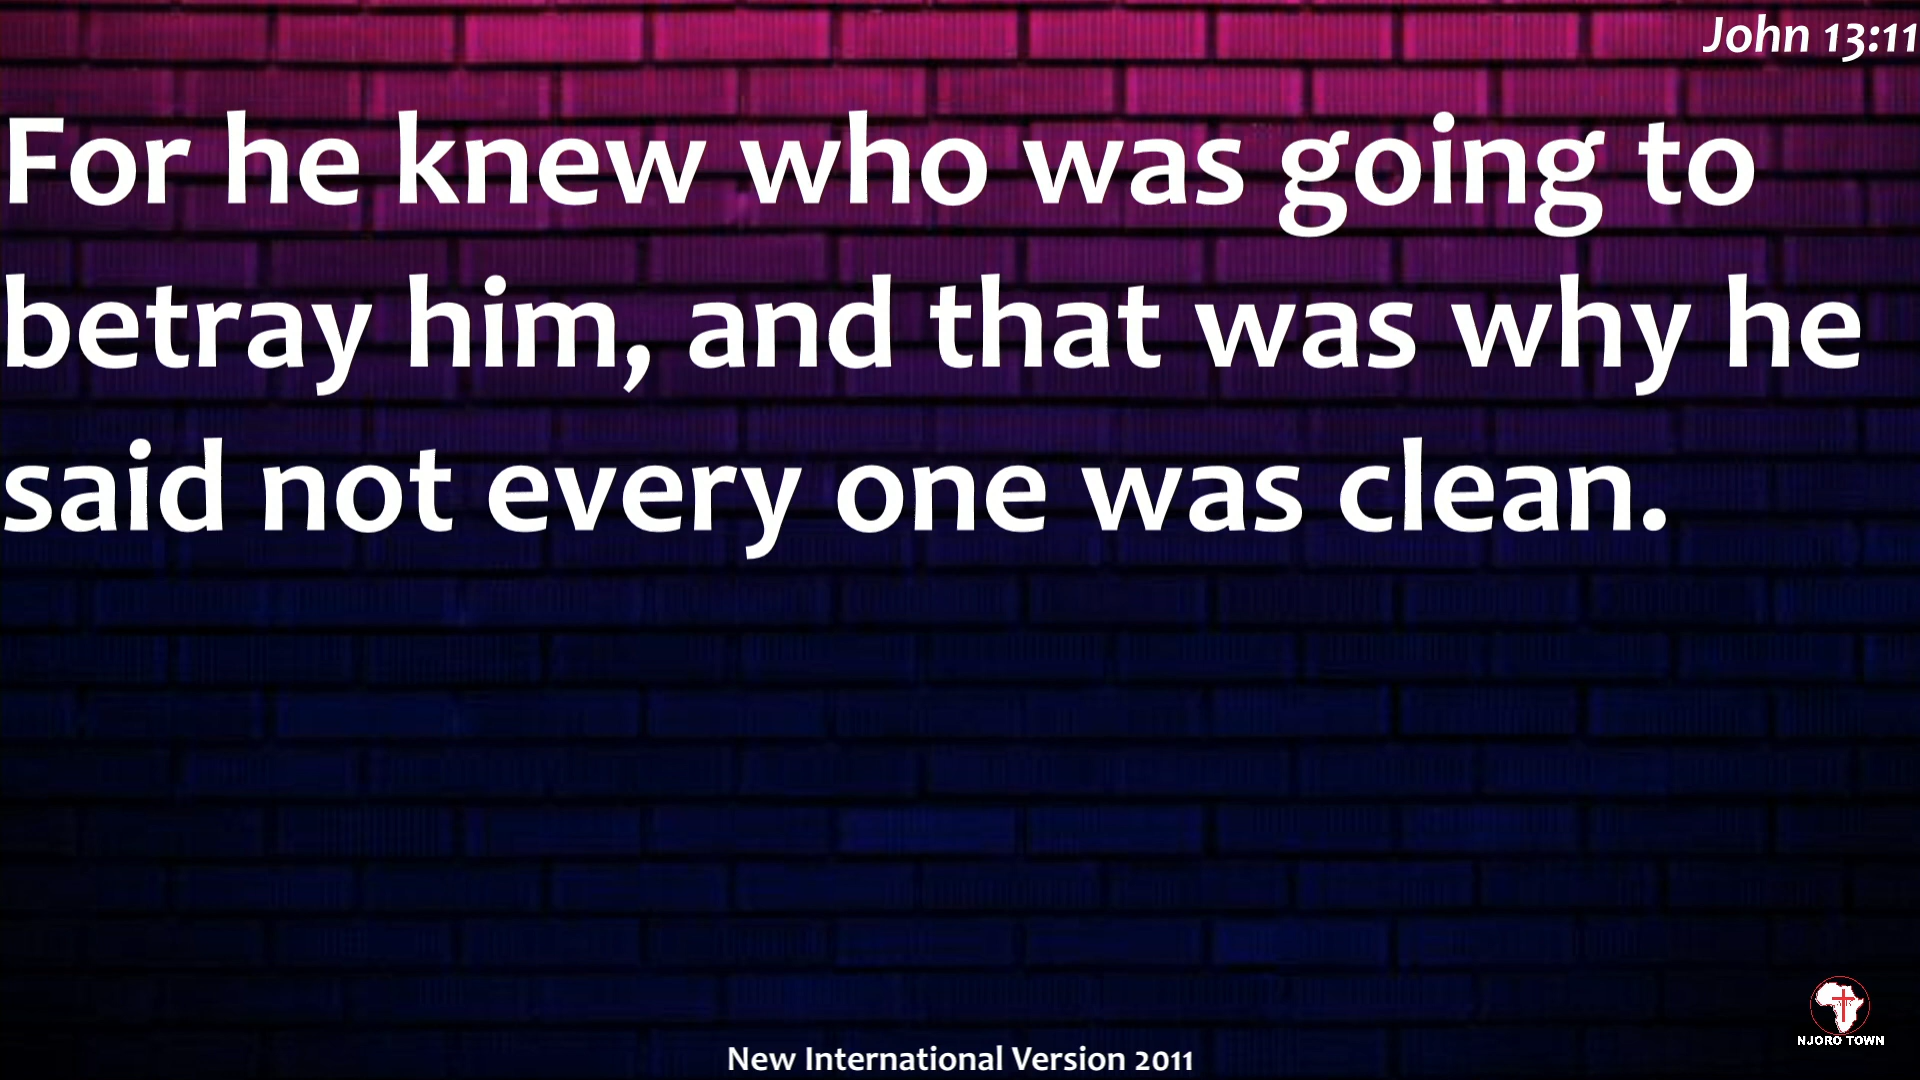 John 13:11
For he knew who was going to
betray him, and that was why he
said not every one was clean.
New International Version 2011
NJORO TOWN